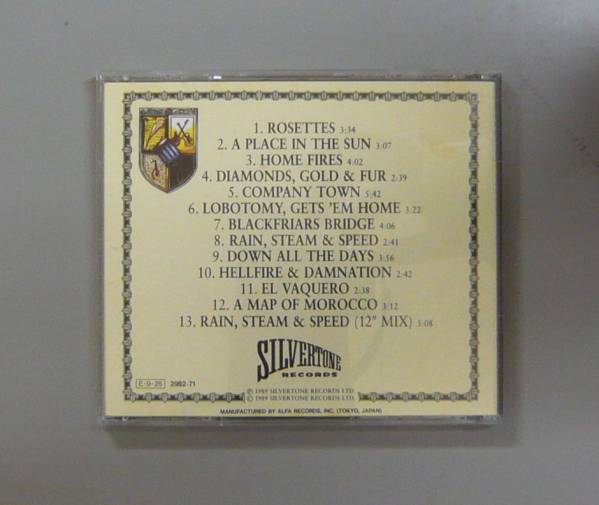 1. ROSETTES 3:34
2. A PLACE IN THE SUN 3:07
3. HOME FIRES 4:02
4. DIAMONDS, GOLD & FUR 2:39
5. COMPANY TOWN 5:42
6. LOBOTOMY, GETS 'EM HOME 3:22
7. BLACKFRIARS BRIDGE 4:06
8. RAIN, STEAM & SPEED 2:41
9. DOWN ALL THE DAYS 3:56
10. HELLFIRE & DAMNATION 2:42
11. EL VAQUERO 2:38
12. A MAP OF MOROCCO 3:12
13. RAIN, STEAM & SPEED (12" MIX) 5:08
SILVERTONE
RECORDS
E-9-25 2982-71
℗ 1989 SILVERTONE RECORDS LTD.
© 1989 SILVERTONE RECORDS LTD.
MANUFACTURED BY ALFA RECORDS, INC. (TOKYO, JAPAN)